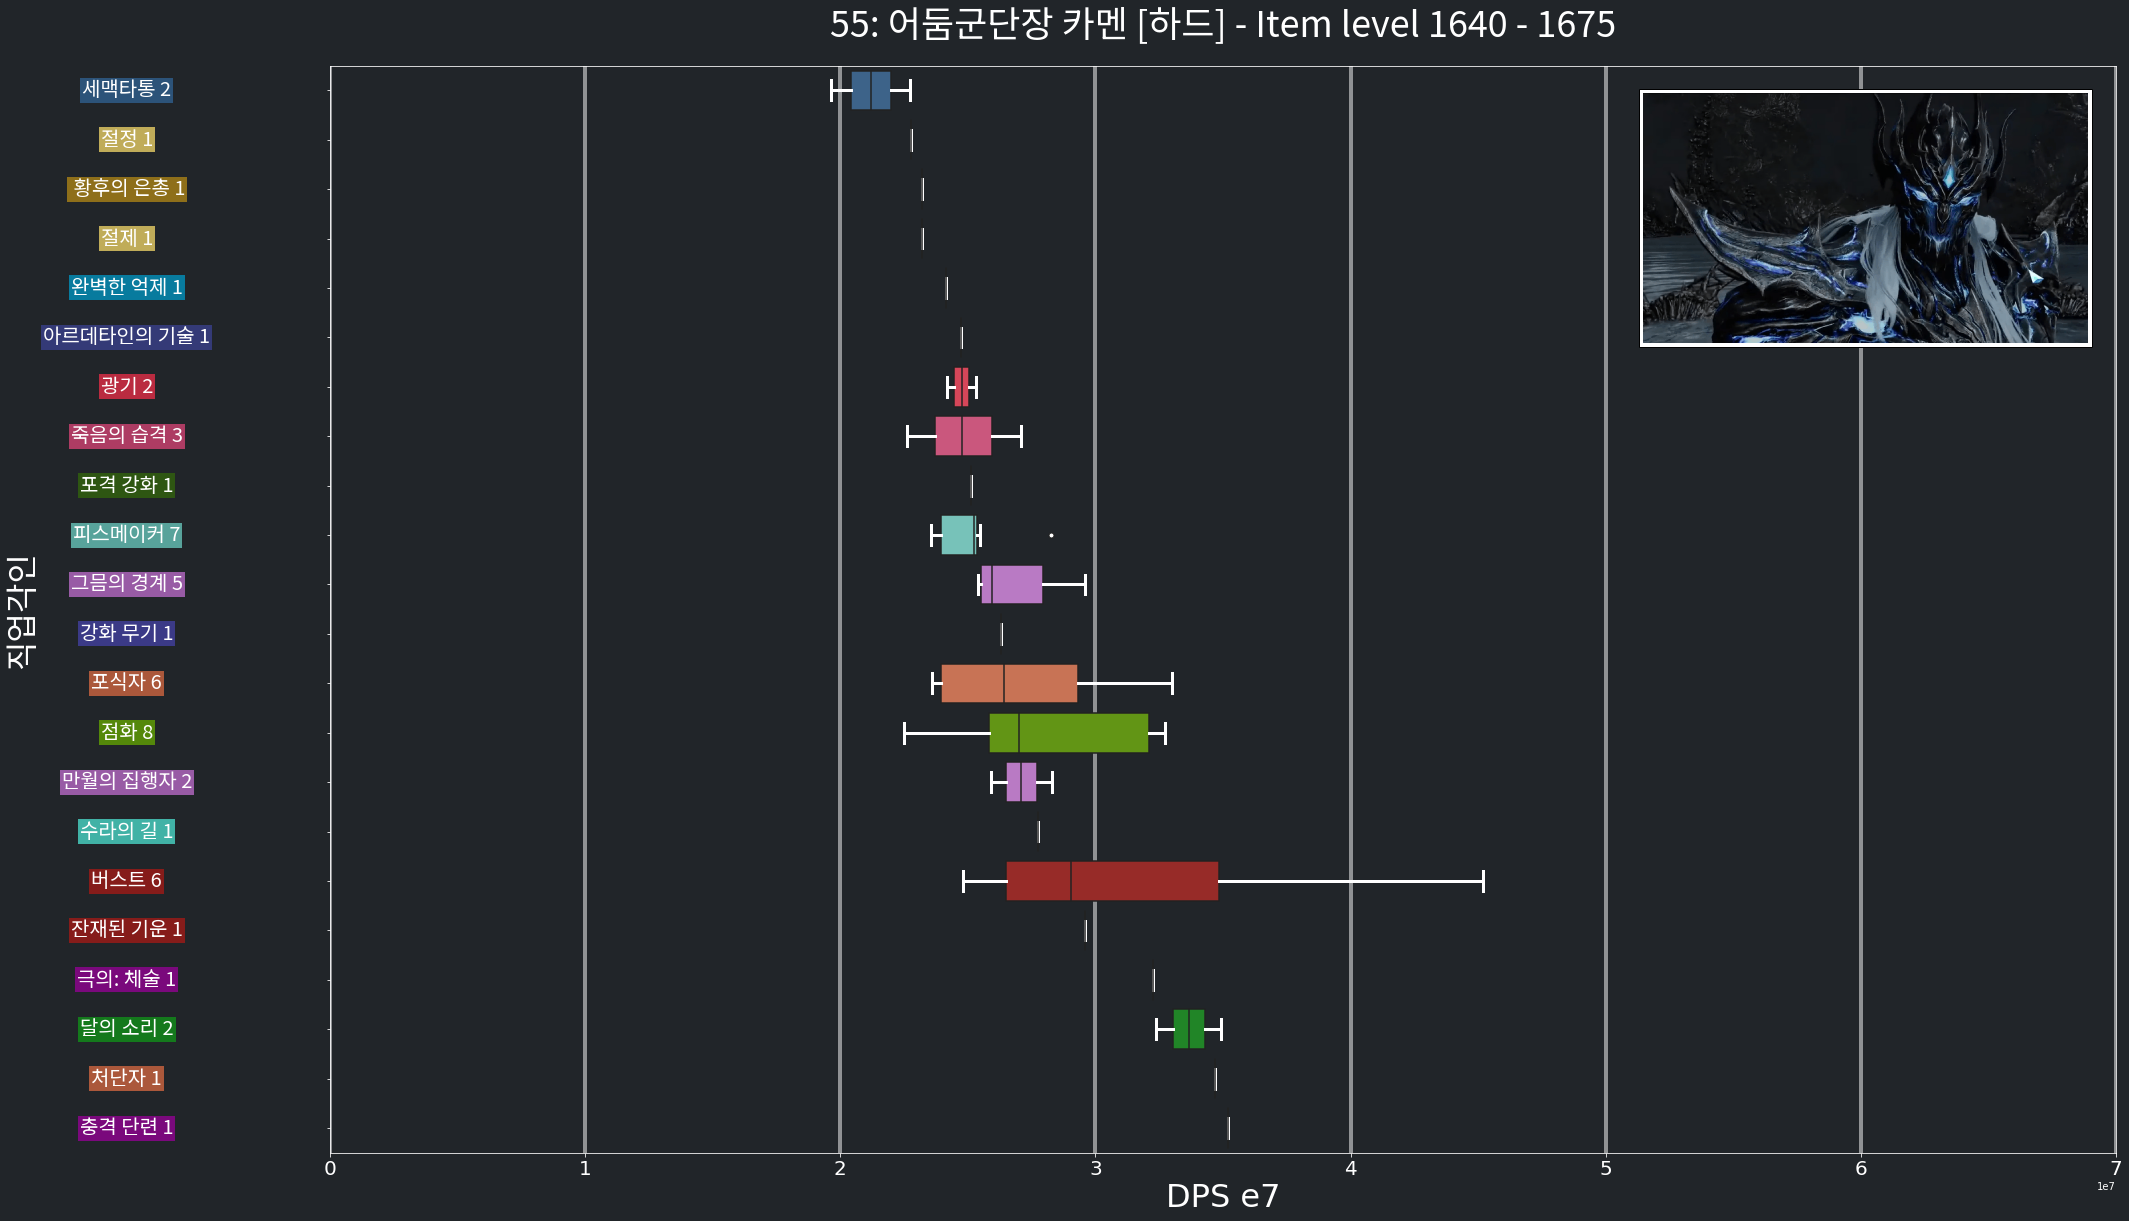 55: 어둠군단장 카멘 [하드] - Item level 1640 - 1675
직업각인
세맥타통 2
절정 1
황후의 은총 1
절제 1
완벽한 억제 1
아르데타인의 기술 1
광기 2
죽음의 습격 3
포격 강화 1
피스메이커 7
그믐의 경계 5
강화 무기 1
포식자 6
점화 8
만월의 집행자 2
수라의 길 1
버스트 6
잔재된 기운 1
극의: 체술 1
달의 소리 2
처단자 1
충격 단련 1
0 1 2 3 4 5 6 7
1e7
DPS e7